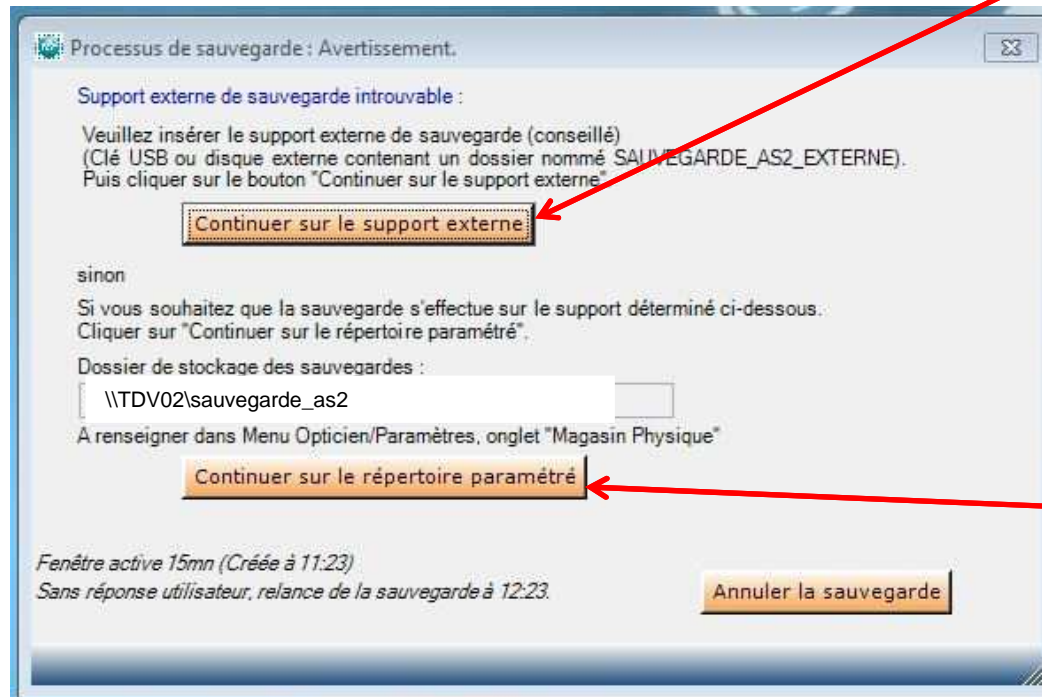 Processus de sauvegarde : Avertissement.
Support externe de sauvegarde introuvable :
Veuillez insérer le support externe de sauvegarde (conseillé)
(Clé USB ou disque externe contenant un dossier nommé SAUVEGARDE_AS2_EXTERNE).
Puis cliquer sur le bouton "Continuer sur le support externe"
Continuer sur le support externe
sinon
Si vous souhaitez que la sauvegarde s'effectue sur le support déterminé ci-dessous.
Cliquer sur "Continuer sur le répertoire paramétré".
Dossier de stockage des sauvegardes :
\\TDV02\sauvegarde_as2
A renseigner dans Menu Opticien/Paramètres, onglet "Magasin Physique"
Continuer sur le répertoire paramétré
Fenêtre active 15mn (Créée à 11:23)
Sans réponse utilisateur, relance de la sauvegarde à 12:23.
Annuler la sauvegarde